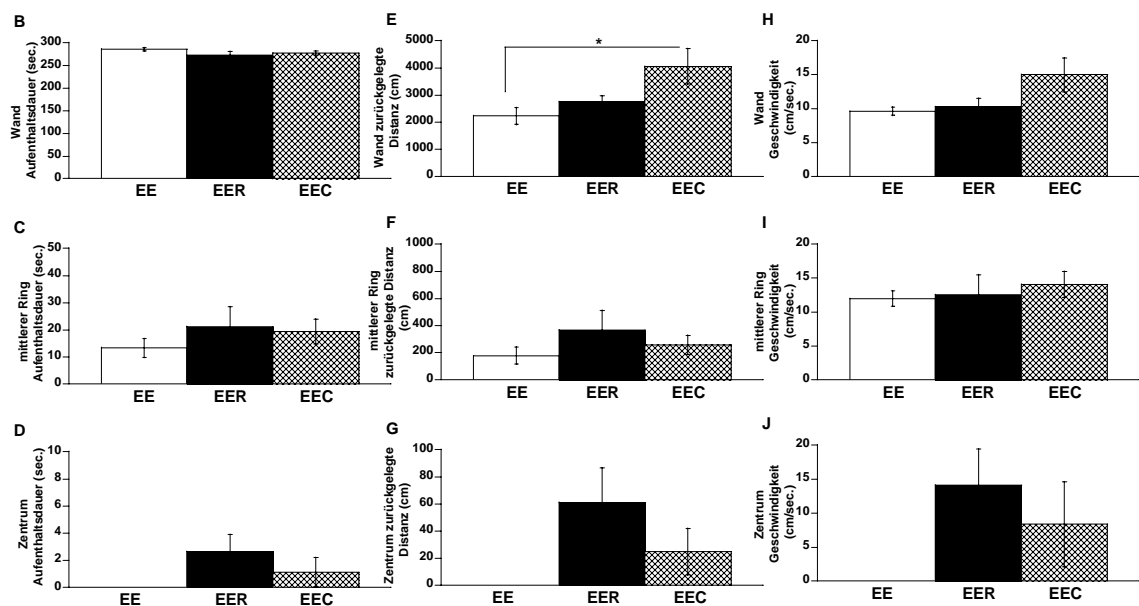 B
Wand
Aufenthaltsdauer (sec.)
300
250
200
150
100
50
0
EE EER EEC
E
Wand zurückgelegte
Distanz (cm)
5000
4000
3000
2000
1000
0
*
EE EER EEC
H
Wand
Geschwindigkeit
(cm/sec.)
20
15
10
5
0
EE EER EEC
C
mittlerer Ring
Aufenthaltsdauer (sec.)
50
40
30
20
10
0
EE EER EEC
F
mittlerer Ring
zurückgelegte Distanz
(cm)
1000
800
600
400
200
0
EE EER EEC
I
mittlerer Ring
Geschwindigkeit
(cm/sec.)
20
15
10
5
0
EE EER EEC
D
Zentrum
Aufenthaltsdauer (sec.)
10
8
6
4
2
0
EE EER EEC
G
Zentrum zurückgelegte
Distanz (cm)
100
80
60
40
20
0
EE EER EEC
J
Zentrum
Geschwindigkeit
(cm/sec.)
20
15
10
5
0
EE EER EEC